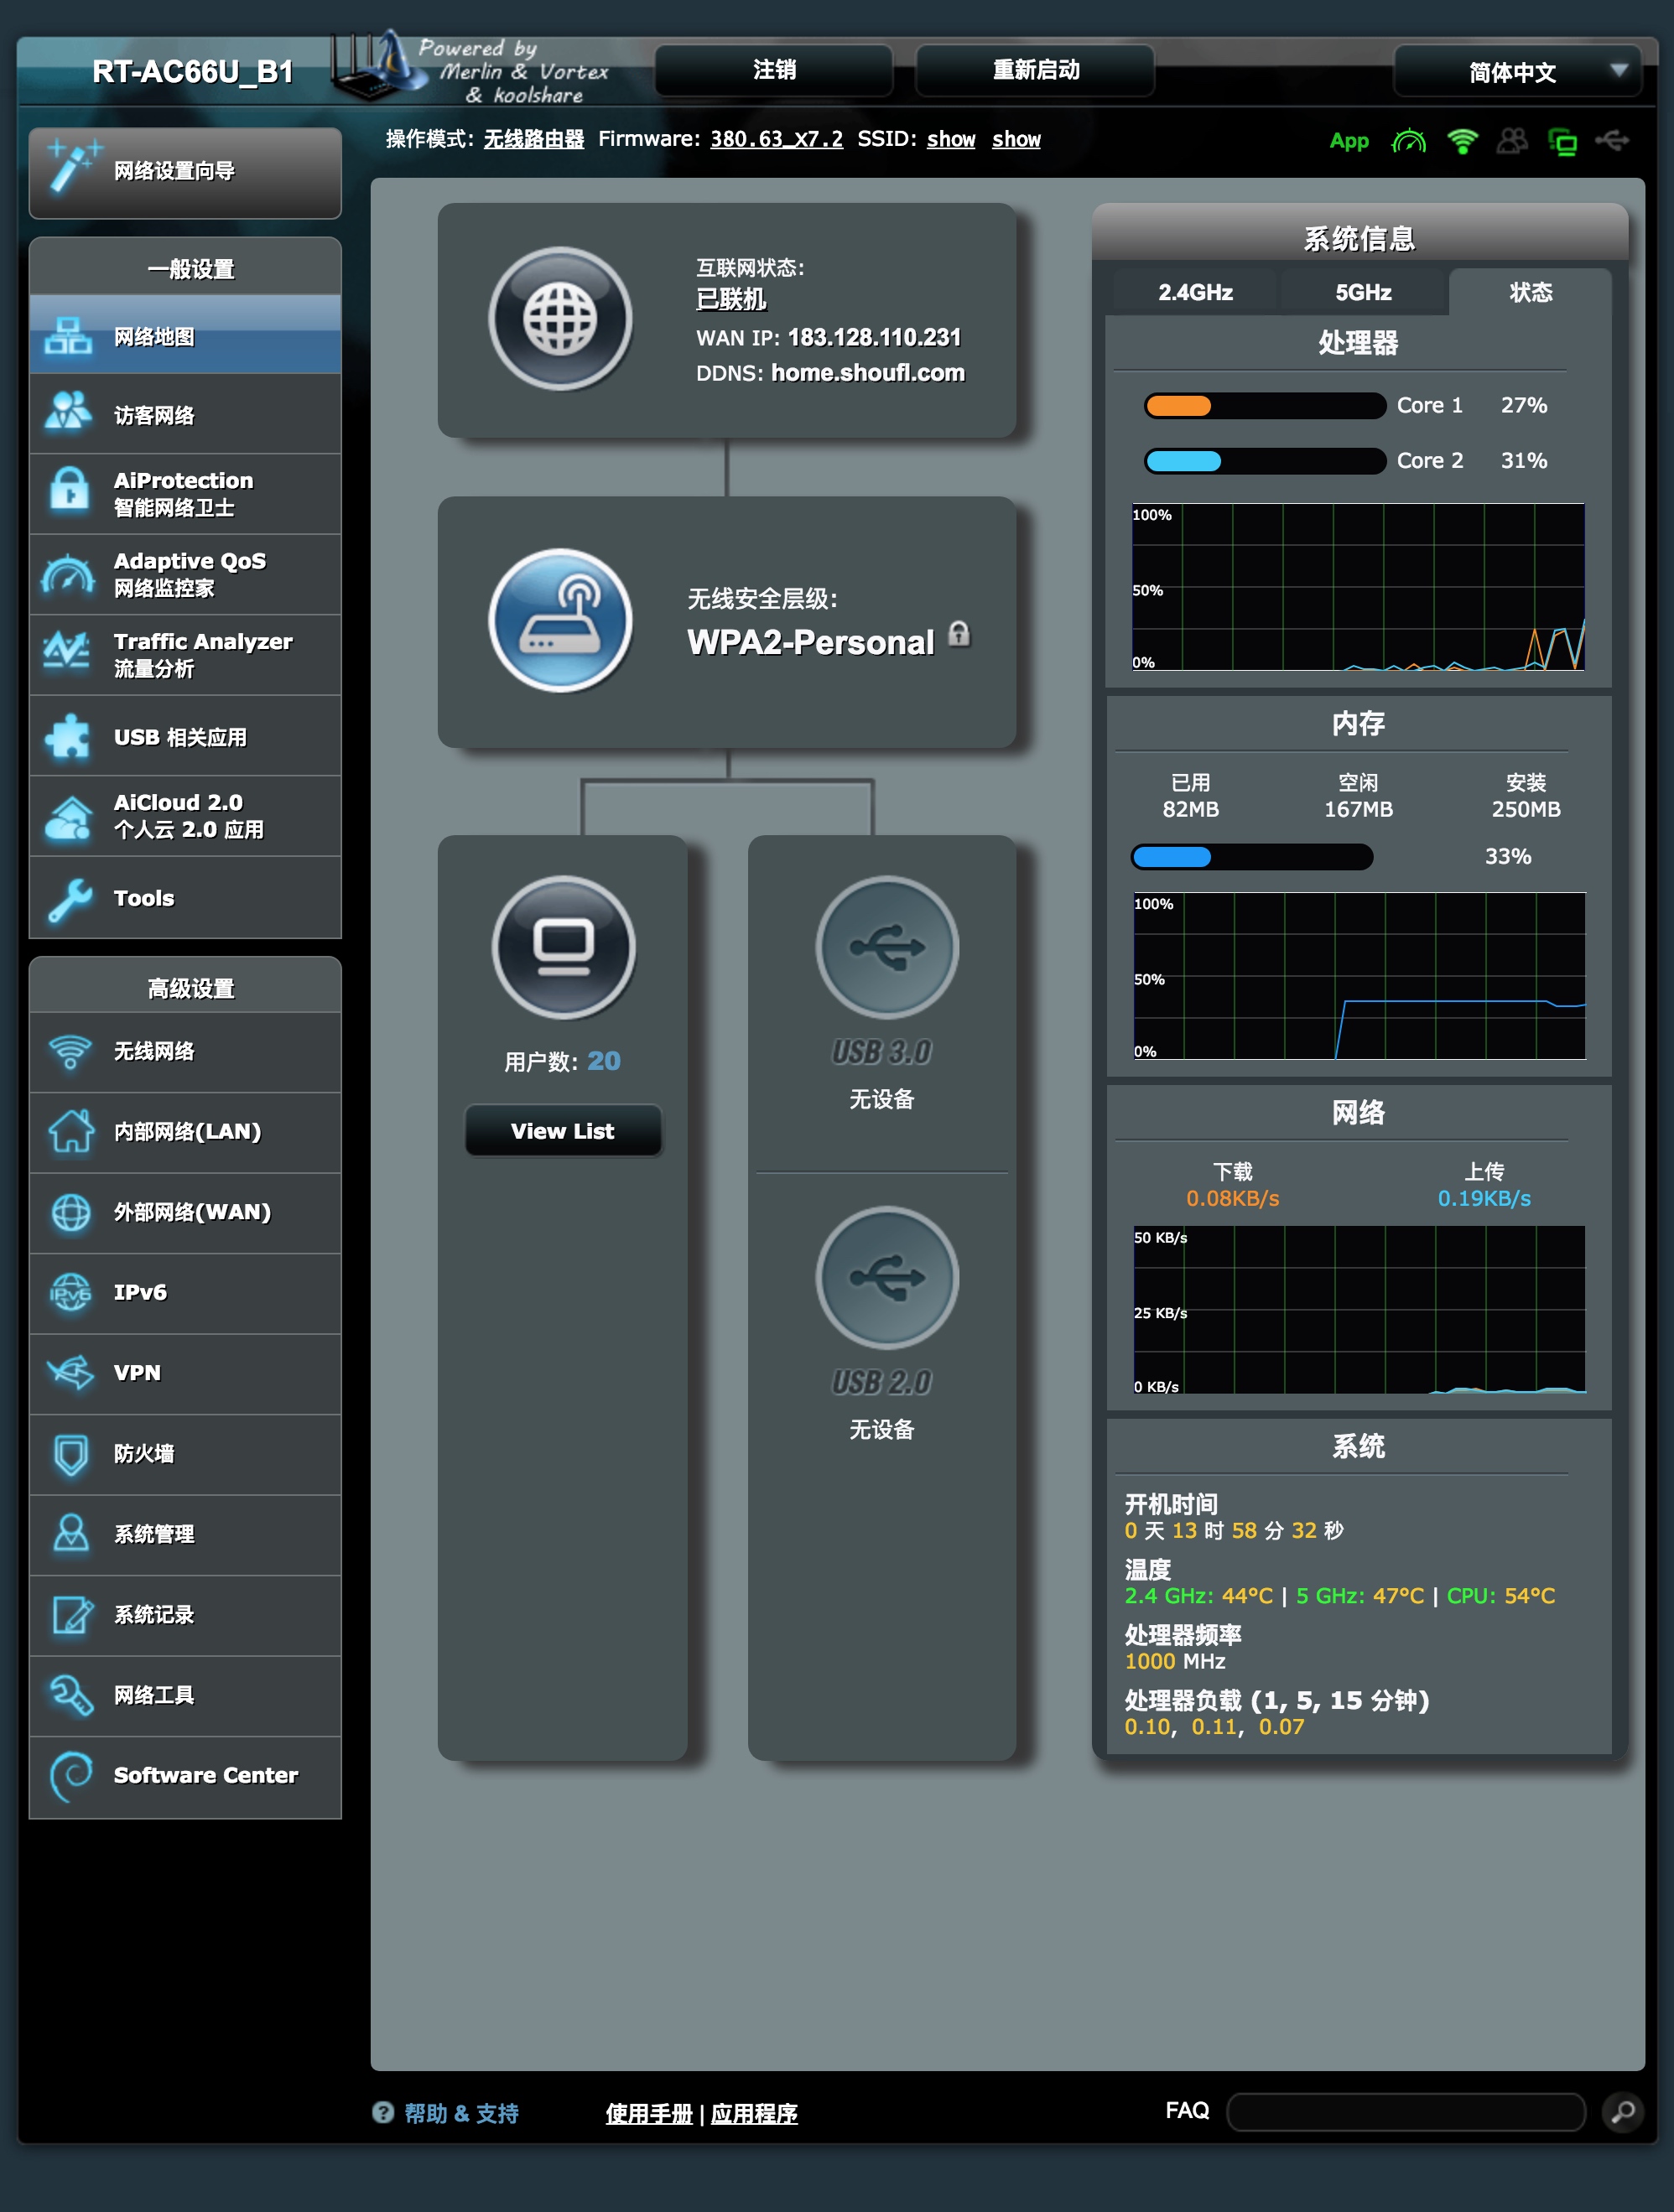 RT-AC66U_B1
Powered by
Merlin & Vortex
& koolshare
注销
重新启动
简体中文
操作模式: 无线路由器 Firmware: 380.63_X7.2 SSID: show show
App
网络设置向导
一般设置
网络地图
访客网络
AiProtection
智能网络卫士
Adaptive QoS
网络监控家
Traffic Analyzer
流量分析
USB 相关应用
AiCloud 2.0
个人云 2.0 应用
Tools
高级设置
无线网络
内部网络(LAN)
外部网络(WAN)
IPv6
IPv6
VPN
防火墙
系统管理
系统记录
网络工具
Software Center
互联网状态:
已联机
WAN IP: 183.128.110.231
DDNS: home.shoufl.com
无线安全层级:
WPA2-Personal
用户数: 20
View List
USB 3.0
无设备
USB 2.0
无设备
系统信息
2.4GHz 5GHz 状态
处理器
Core 1 27%
Core 2 31%
100%
50%
0%
内存
已用 空闲 安装
82MB 167MB 250MB
33%
100%
50%
0%
网络
下载 上传
0.08KB/s 0.19KB/s
50 KB/s
25 KB/s
0 KB/s
系统
开机时间
0 天 13 时 58 分 32 秒
温度
2.4 GHz: 44°C | 5 GHz: 47°C | CPU: 54°C
处理器频率
1000 MHz
处理器负载 (1, 5, 15 分钟)
0.10, 0.11, 0.07
? 帮助 & 支持 使用手册 | 应用程序 FAQ